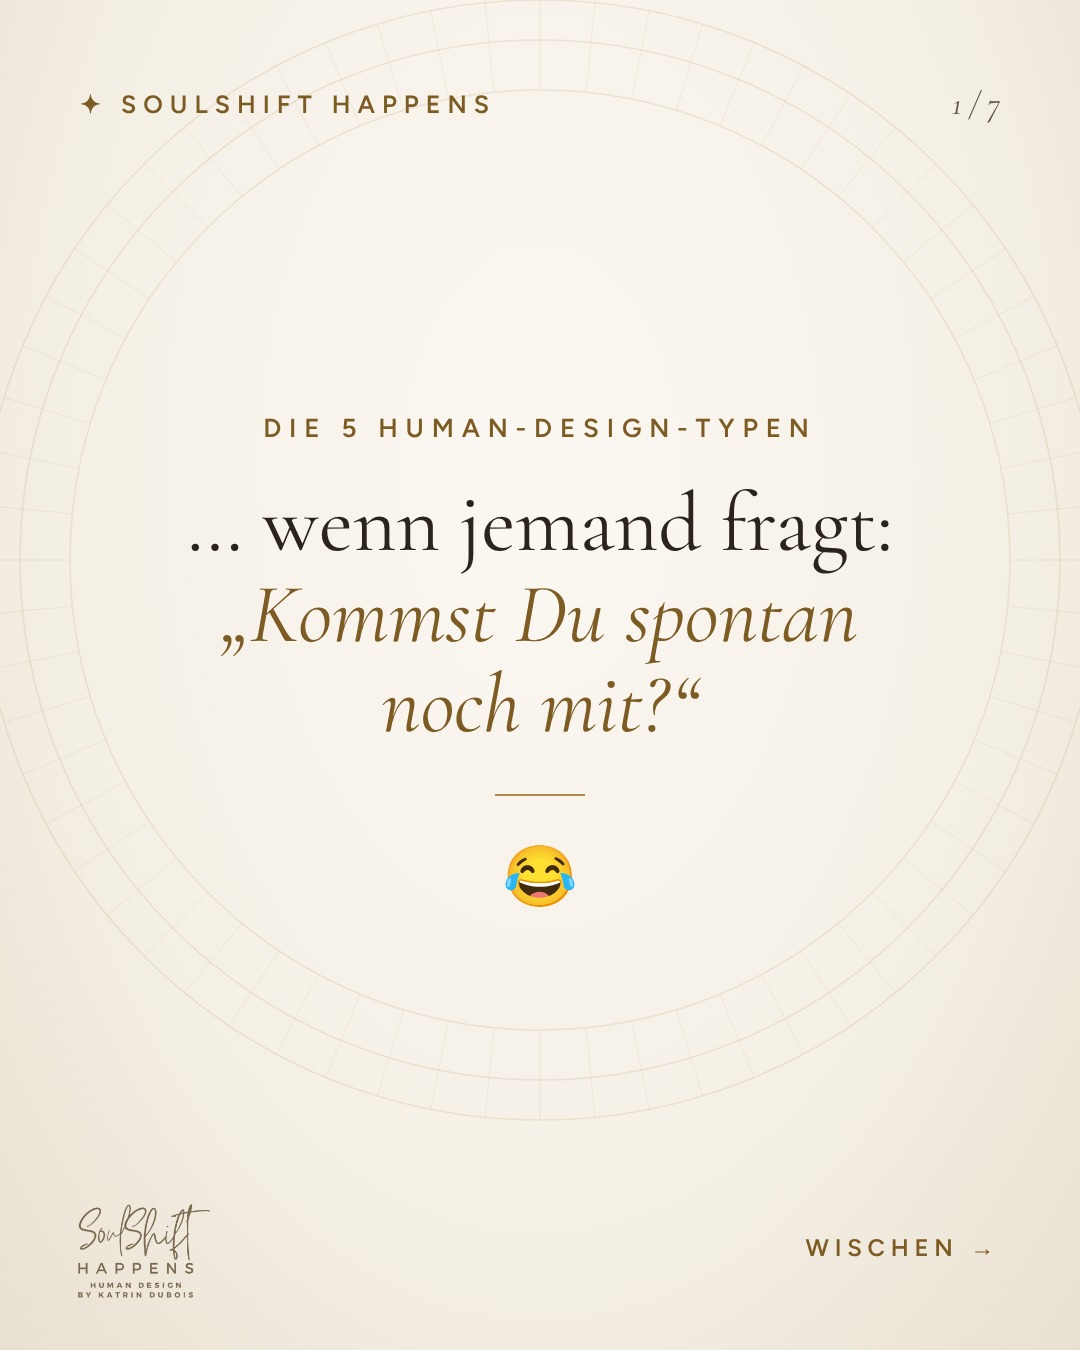 ✦ SOULSHIFT HAPPENS
1/7
DIE 5 HUMAN-DESIGN-TYPEN
... wenn jemand fragt:
„Kommst Du spontan
noch mit?“
😂
SoulShift
HAPPENS
HUMAN DESIGN
BY KATRIN DUBOIS
WISCHEN →